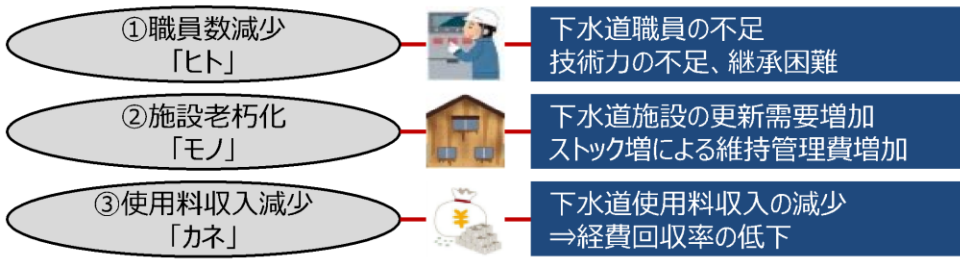 ①職員数減少
「ヒト」
下水道職員の不足
技術力の不足、継承困難
②施設老朽化
「モノ」
下水道施設の更新需要増加
ストック増による維持管理費増加
③使用料収入減少
「カネ」
¥
下水道使用料収入の減少
⇒経費回収率の低下